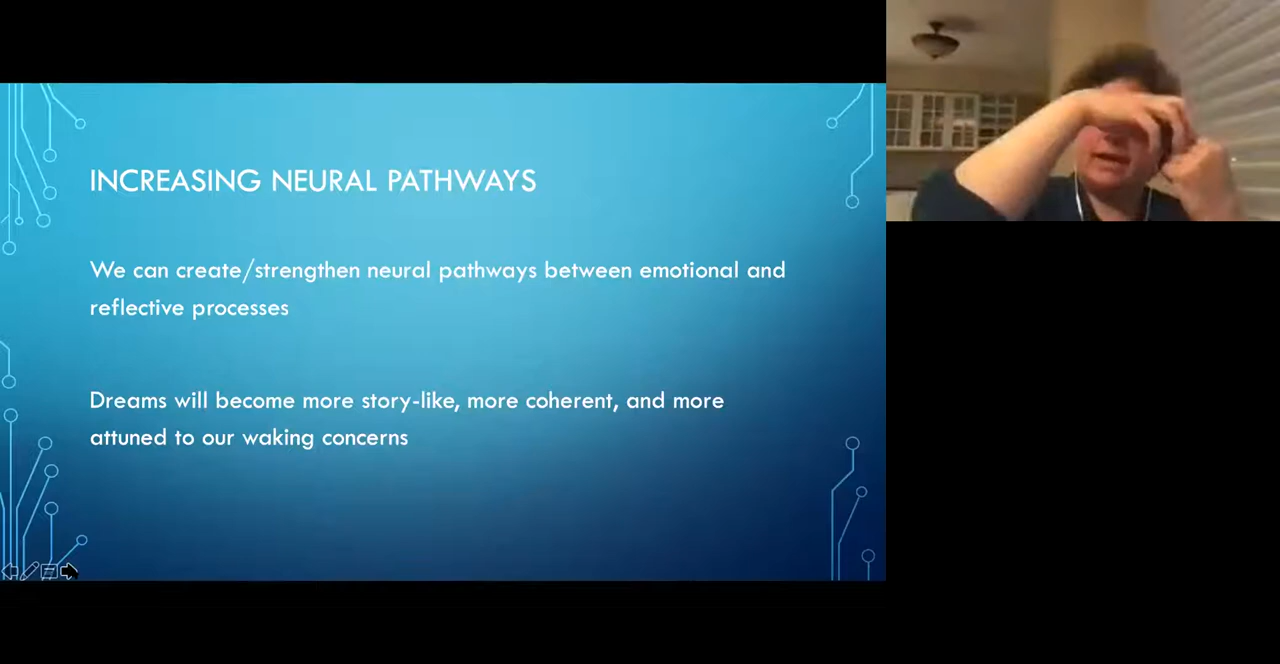 INCREASING NEURAL PATHWAYS
We can create/strengthen neural pathways between emotional and
reflective processes
Dreams will become more story-like, more coherent, and more
attuned to our waking concerns